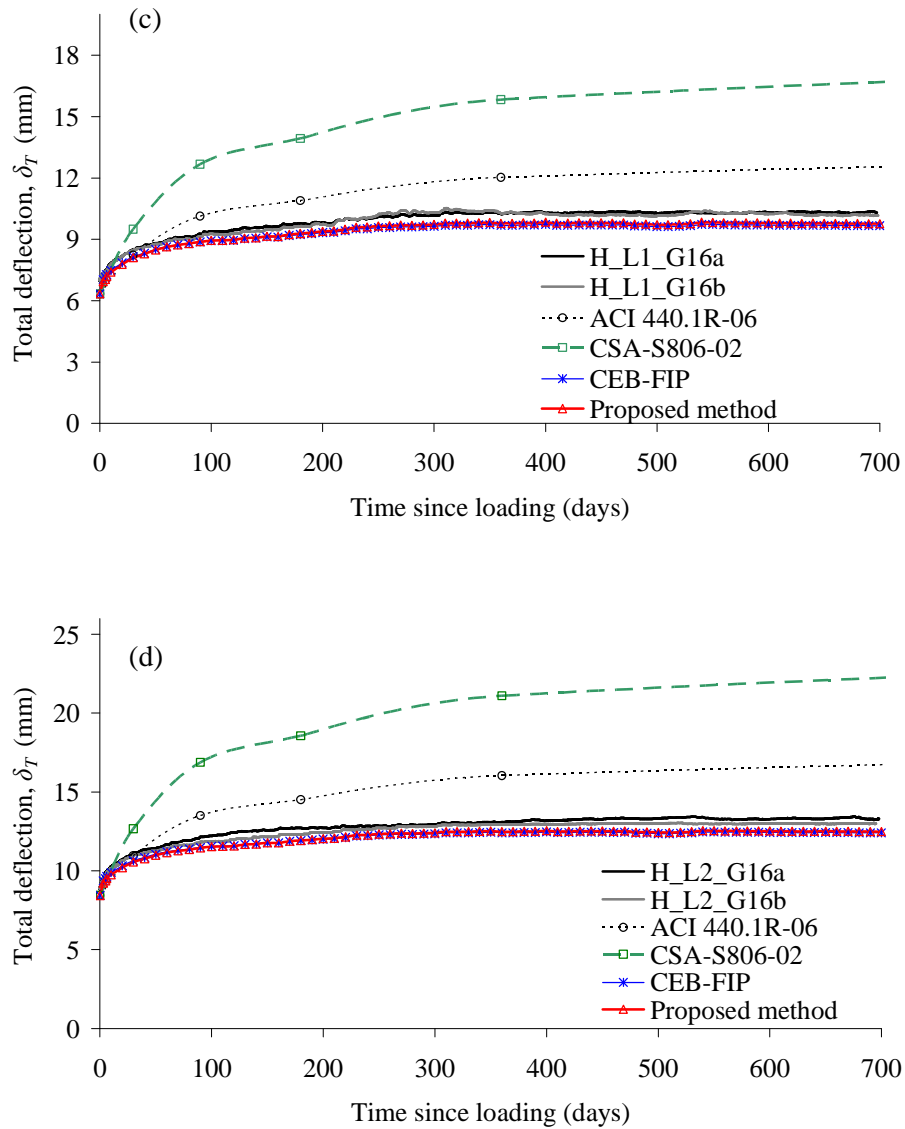 (c)
18
15
12
9
6
3
0
Total deflection, δT (mm)
0 100 200 300 400 500 600 700
Time since loading (days)
H_L1_G16a
H_L1_G16b
ACI 440.1R-06
CSA-S806-02
CEB-FIP
Proposed method
(d)
25
20
15
10
5
0
Total deflection, δT (mm)
0 100 200 300 400 500 600 700
Time since loading (days)
H_L2_G16a
H_L2_G16b
ACI 440.1R-06
CSA-S806-02
CEB-FIP
Proposed method